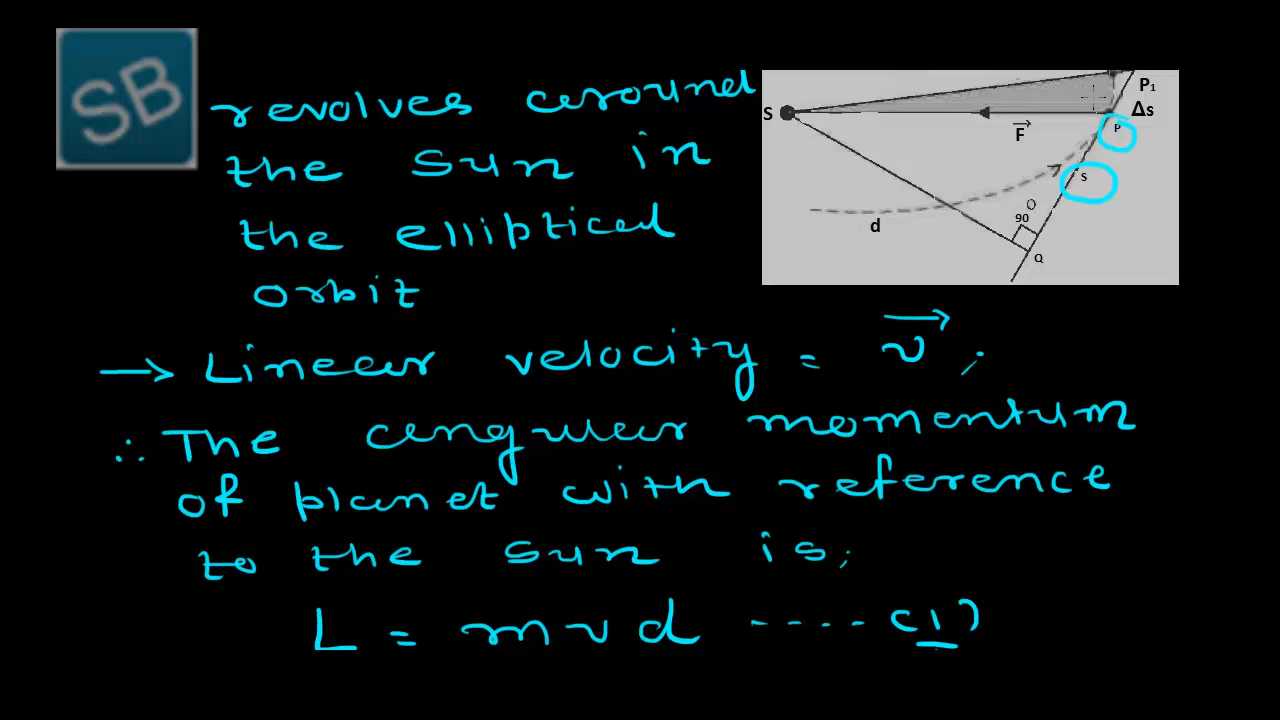 SB
revolves around
the sun in
the elliptical
orbit
S
P₁
Δs
P
F⃗
S
d
90
O
Q
→ Linear velocity = v⃗ ;
∴ The angular momentum
of planet with reference
to the sun is;
L = m v d ---- (1)